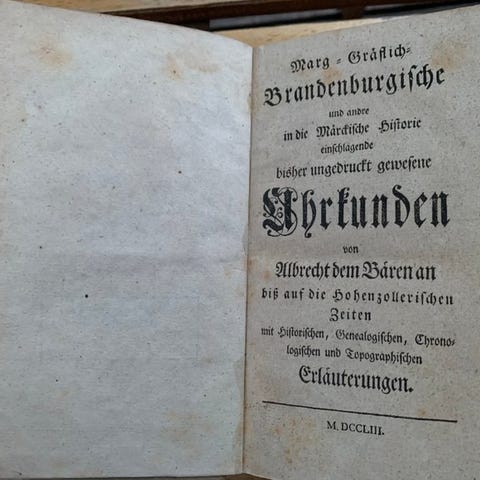 Marg = Gräflich=
Brandenburgische
und andre
in die Märckische Historie
einschlagende
bisher ungedruckt gewesene
Uhrkunden
von
Albrecht dem Bären an
biß auf die Hohenzollerischen
Zeiten
mit Historischen, Genealogischen, Chrono-
logischen und Topographischen
Erläuterungen.
M. DCCLIII.